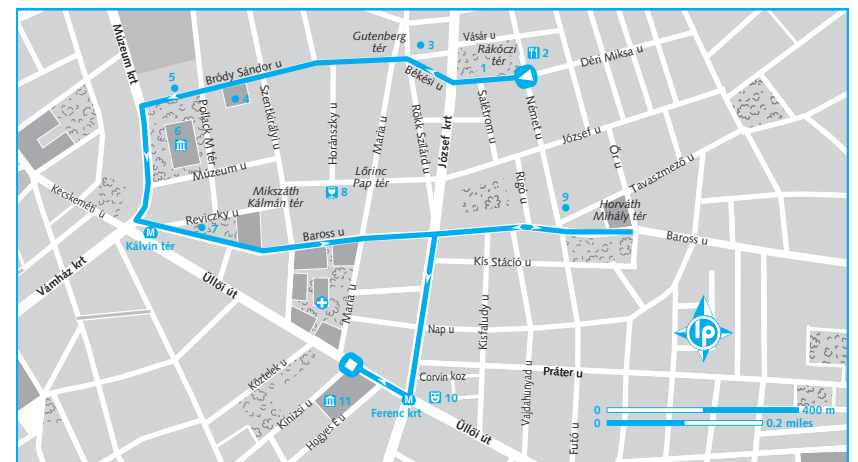 Múzeum krt
Gutenberg
tér
3
Vásár u
Rákóczi
tér
2
1
Déri Miksa u
5
Bródy Sándor u
Békési u
4
Pollack M tér
Szentkirályi u
Horánszky u
Mária u
Rökk Szilárd u
József krt
Salétrom u
Német u
József u
Őr u
Tavaszmező u
6
Múzeum u
Lőrinc
Pap tér
Mikszáth
Kálmán tér
8
Rigó u
9
Horváth
Mihály tér
Kecskeméti u
Reviczky u
7
M
Kálvin tér
Baross u
Baross u
Vámház krt
Üllői út
Kis Stáció u
Mária u
Nap u
Kisfaludy u
lp
Köztelek u
Corvin koz
Práter u
Vajdahunyad u
Kinizsi u
11
Hogyes E u
M
Ferenc krt
10
Üllői út
Futó u
0 400 m
0 0.2 miles